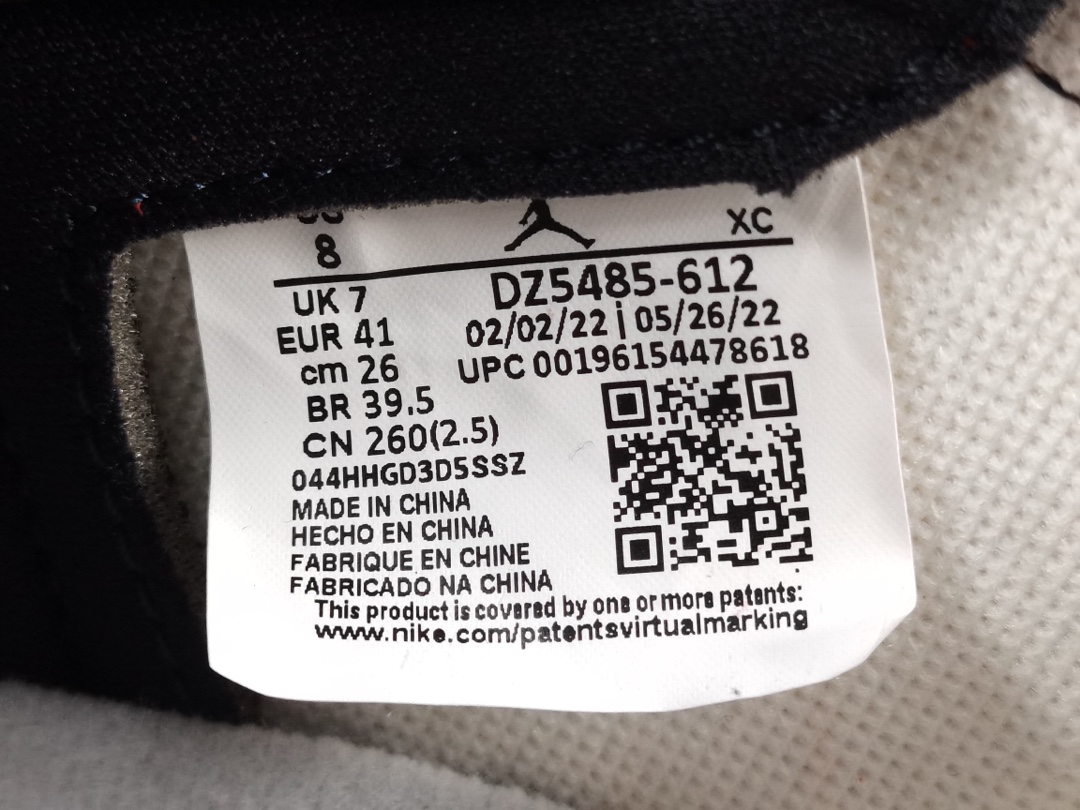 8
XC
UK 7
EUR 41
cm 26
BR 39.5
CN 260(2.5)
044HHGD3D5SSZ
MADE IN CHINA
HECHO EN CHINA
FABRIQUE EN CHINE
FABRICADO NA CHINA
DZ5485-612
02/02/22 | 05/26/22
UPC 00196154478618
This product is covered by one or more patents:
www.nike.com/patentsvirtualmarking